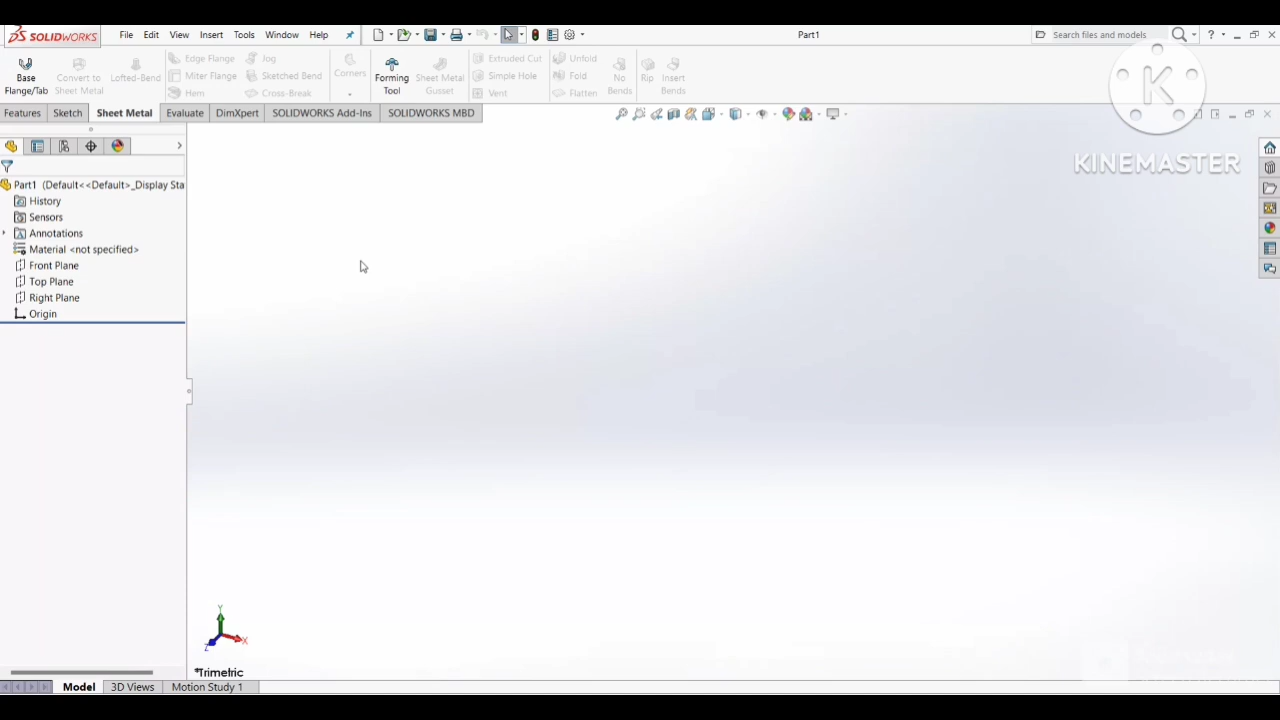 SOLIDWORKS File Edit View Insert Tools Window Help Part1 Search files and models
Base Flange/Tab
Convert to Sheet Metal
Lofted-Bend
Edge Flange
Miter Flange
Hem
Jog
Sketched Bend
Cross-Break
Corners
Forming Tool
Sheet Metal Gusset
Extruded Cut
Simple Hole
Vent
Unfold
Fold
Flatten
No Bends
Rip
Insert Bends
Features Sketch Sheet Metal Evaluate DimXpert SOLIDWORKS Add-Ins SOLIDWORKS MBD
K
KINEMASTER
Part1 (Default<<Default>_Display Sta
History
Sensors
Annotations
Material <not specified>
Front Plane
Top Plane
Right Plane
Origin
Y
X
Z
*Trimetric
Model 3D Views Motion Study 1